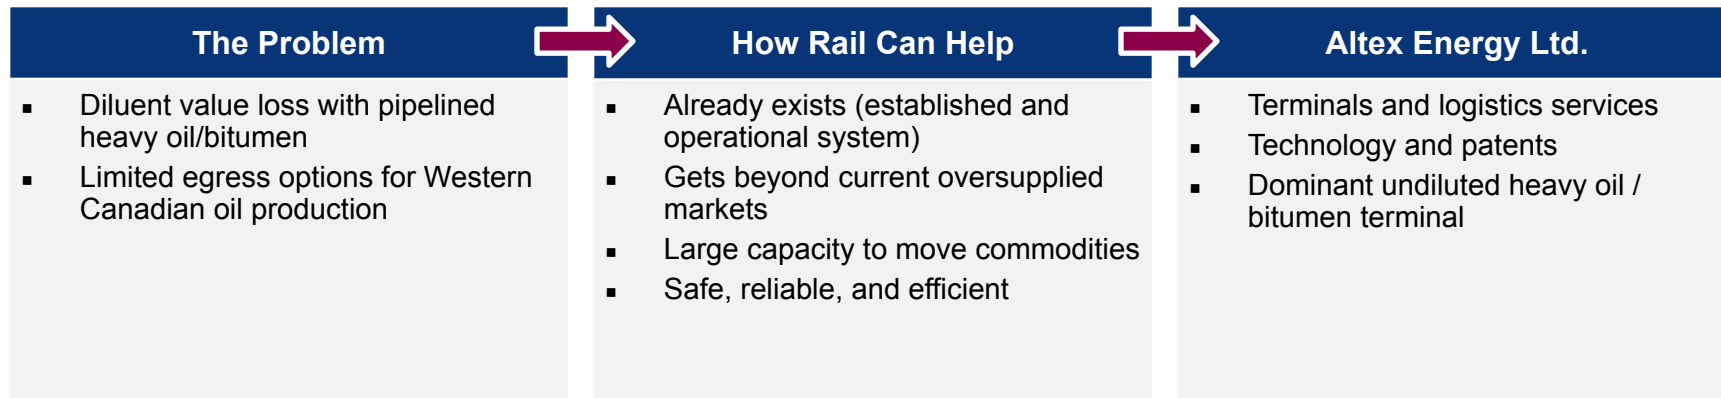 The Problem
▪ Diluent value loss with pipelined
heavy oil/bitumen
▪ Limited egress options for Western
Canadian oil production
How Rail Can Help
▪ Already exists (established and
operational system)
▪ Gets beyond current oversupplied
markets
▪ Large capacity to move commodities
▪ Safe, reliable, and efficient
Altex Energy Ltd.
▪ Terminals and logistics services
▪ Technology and patents
▪ Dominant undiluted heavy oil /
bitumen terminal